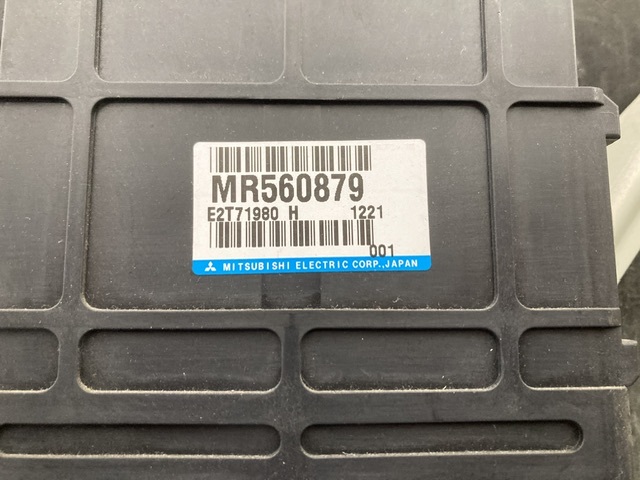 MR560879
E2T71980 H 1221
001
MITSUBISHI ELECTRIC CORP.,JAPAN